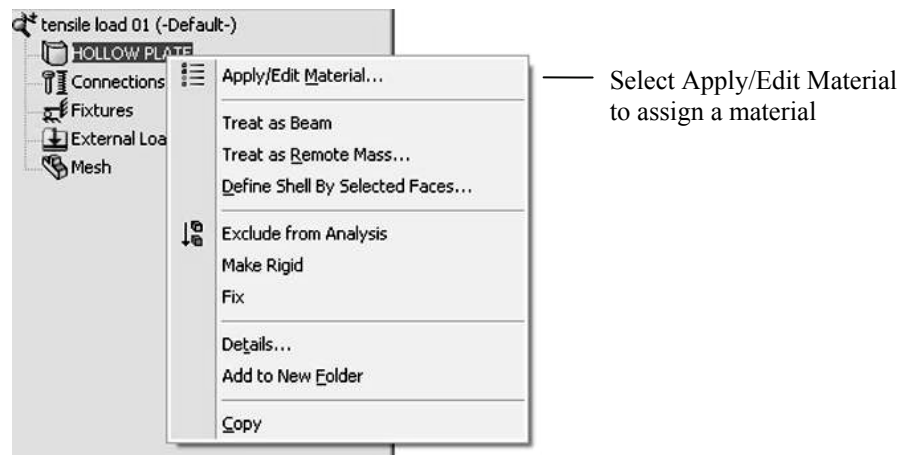 tensile load 01 (-Default-)
HOLLOW PLATE
Connections
Fixtures
External Loa
Mesh
Apply/Edit Material...
Treat as Beam
Treat as Remote Mass...
Define Shell By Selected Faces...
Exclude from Analysis
Make Rigid
Fix
Details...
Add to New Folder
Copy
Select Apply/Edit Material
to assign a material